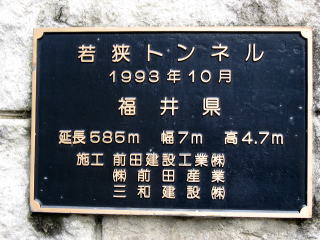 若狭トンネル
1993年10月
福井県
延長585m 幅7m 高4.7m
施工 前田建設工業㈱
㈱前田産業
三和建設㈱